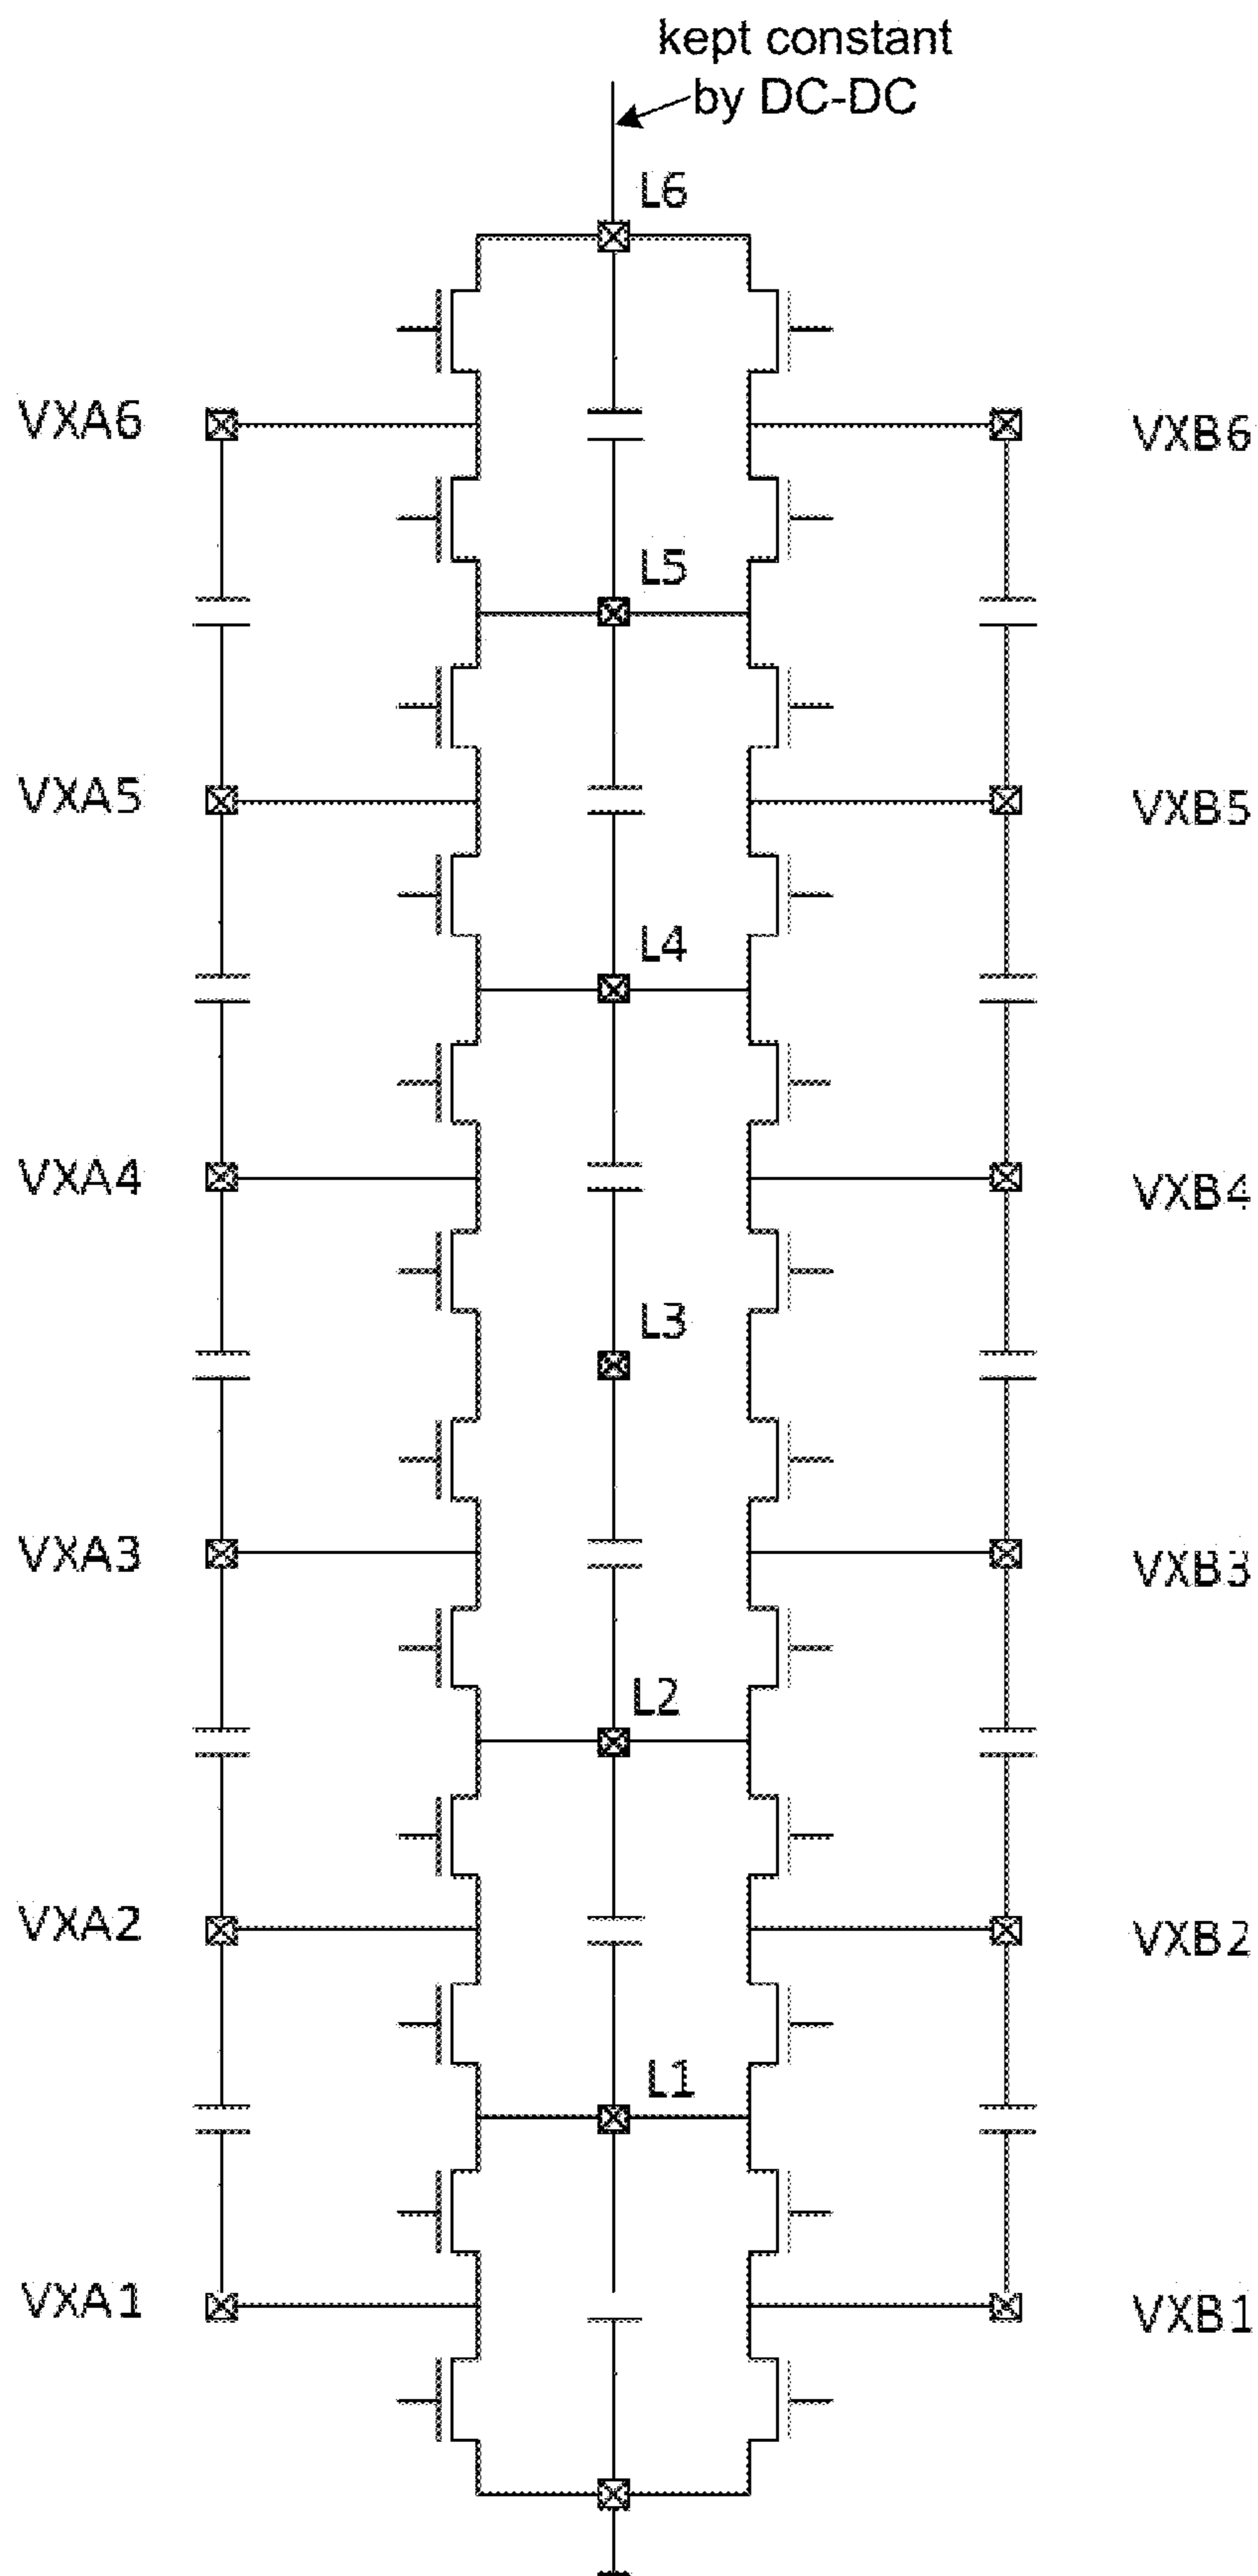 kept constant
by DC-DC
L6
VXA6
VXB6
L5
VXA5
VXB5
L4
VXA4
VXB4
L3
VXA3
VXB3
L2
VXA2
VXB2
L1
VXA1
VXB1